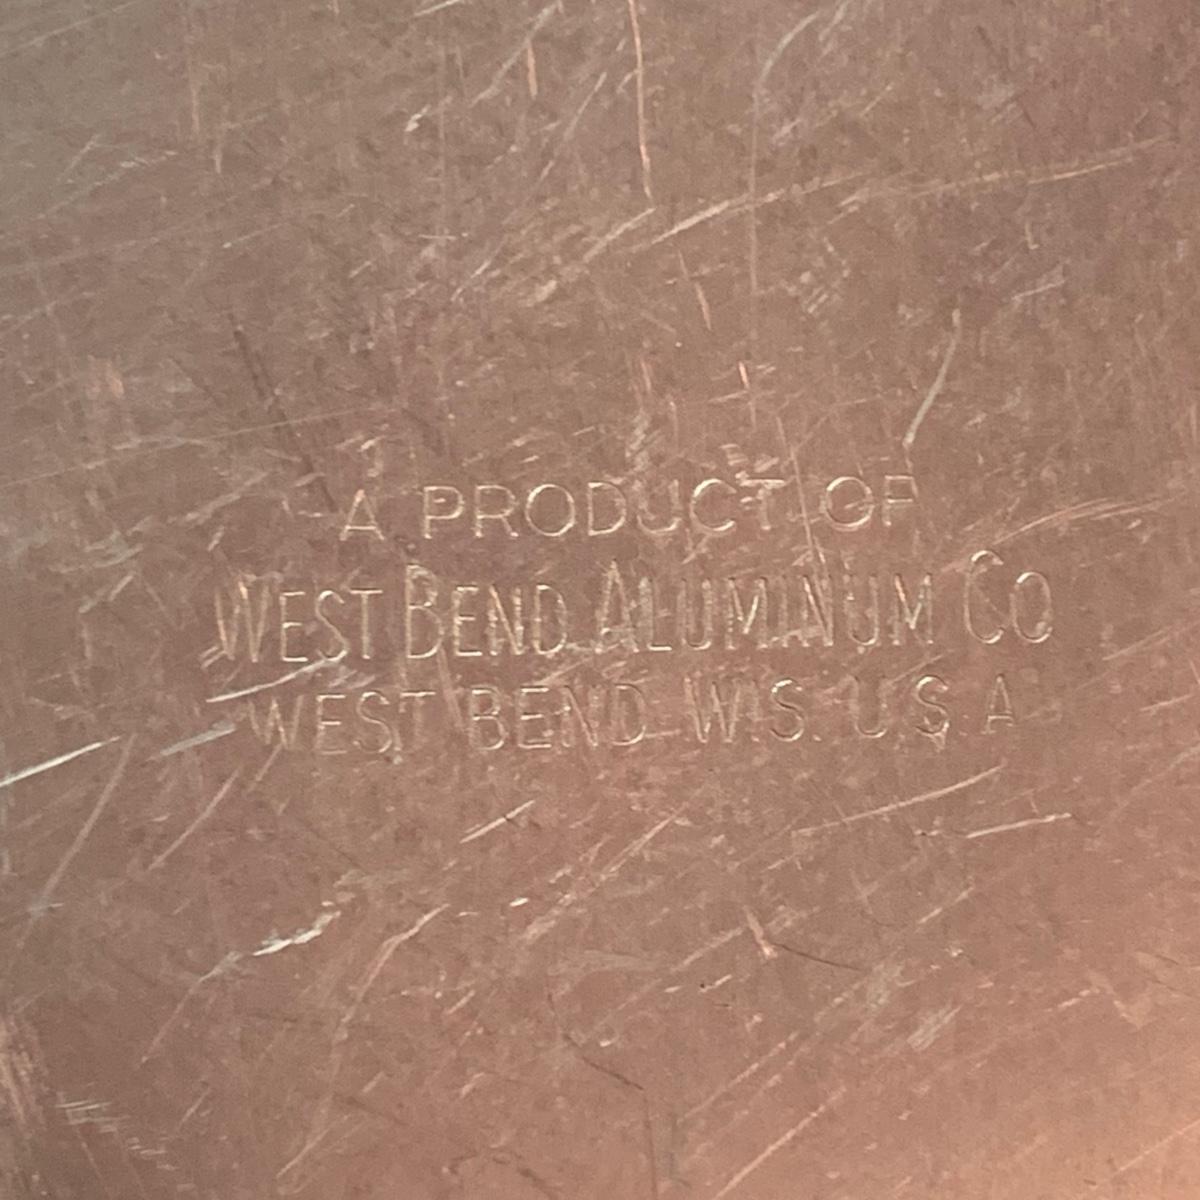 A PRODUCT OF
WEST BEND ALUMINUM CO
WEST BEND WIS. U.S.A